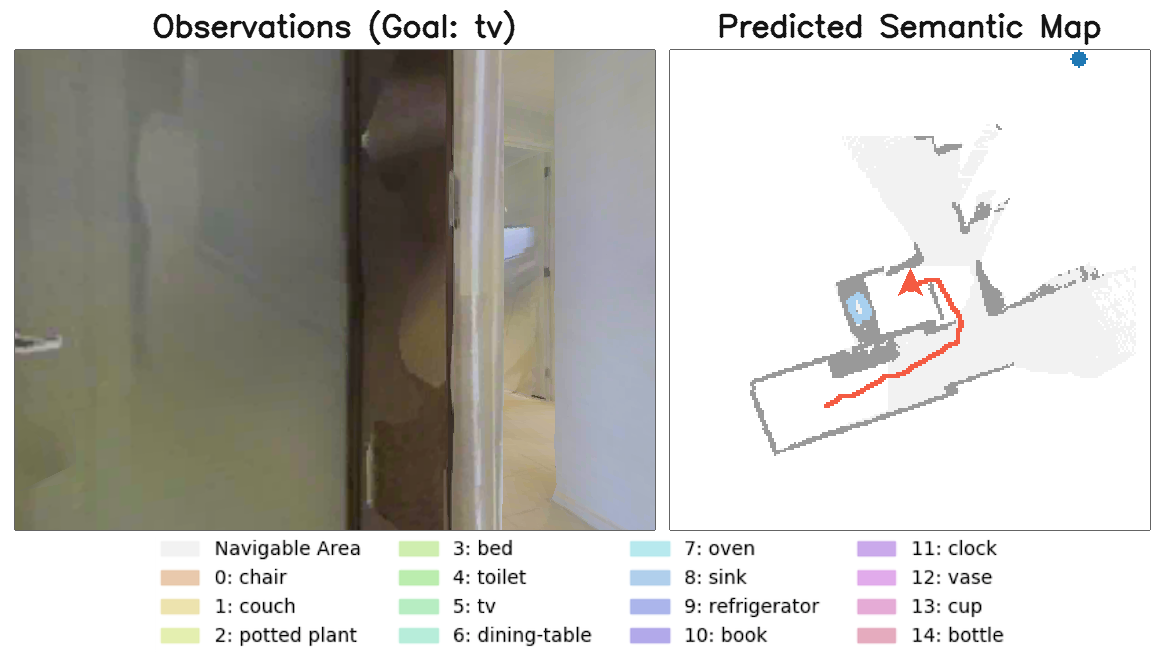 Observations (Goal: tv)
Predicted Semantic Map
Navigable Area
0: chair
1: couch
2: potted plant
3: bed
4: toilet
5: tv
6: dining-table
7: oven
8: sink
9: refrigerator
10: book
11: clock
12: vase
13: cup
14: bottle